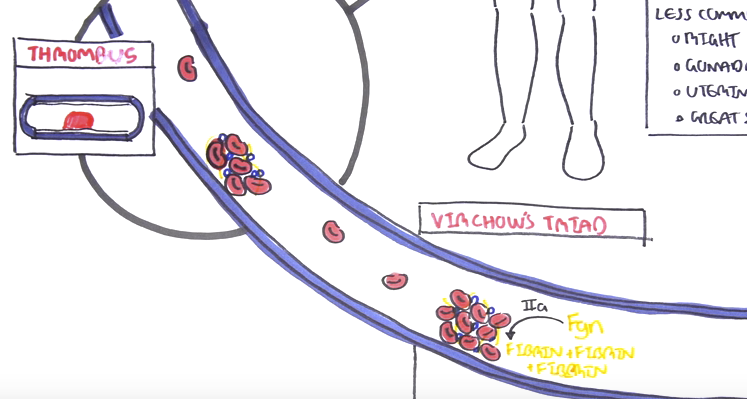 THROMBUS
LESS COMM
RIGHT
GONAD
UTERIN
GREAT S
VIRCHOW'S TRIAD
IIa
Fgn
FIBRIN + FIBRIN
+ FIBRIN